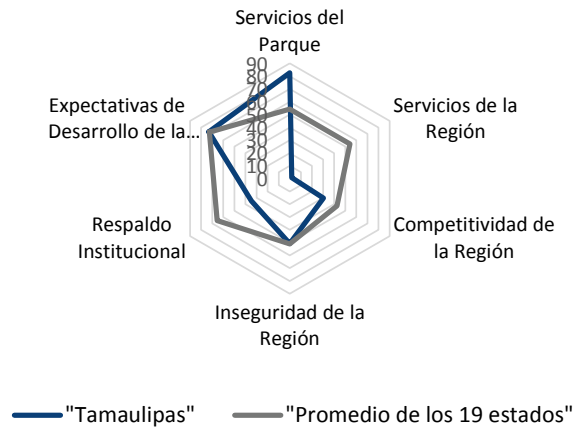 Servicios del
Parque
90
80
70
60
50
40
30
20
10
0
Servicios de la
Región
Competitividad de
la Región
Inseguridad de la
Región
Respaldo
Institucional
Expectativas de
Desarrollo de la...
"Tamaulipas"
"Promedio de los 19 estados"